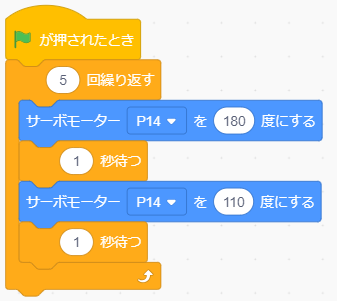 が押されたとき
5 回繰り返す
サーボモーター P14 を 180 度にする
1 秒待つ
サーボモーター P14 を 110 度にする
1 秒待つ